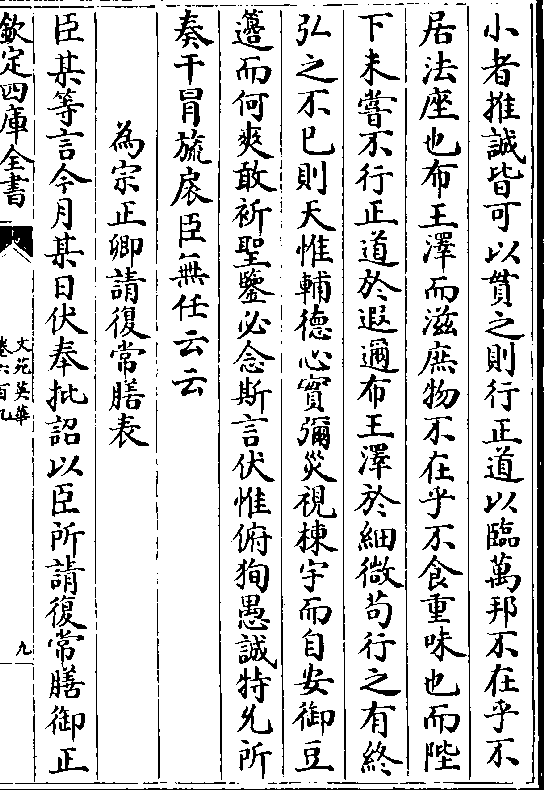 小者推誠皆可以貫之則行正道以臨萬邦不在乎不
居法座也布王澤而滋庶物不在乎不食重味也而陛
下未嘗不行正道於遐邇布王澤於細微苟行之有終
弘之不已則天惟輔德心實彌災視棟宇而自安御豆
籩而何爽敢祈聖鑒必念斯言伏惟俯狥愚誠特允所
奏干冒旒扆臣無任云云
為宗正卿請復常膳表
臣某等言今月某日伏奉批詔以臣所請復常膳御正
欽定四庫全書
文苑英華
卷六百九
九